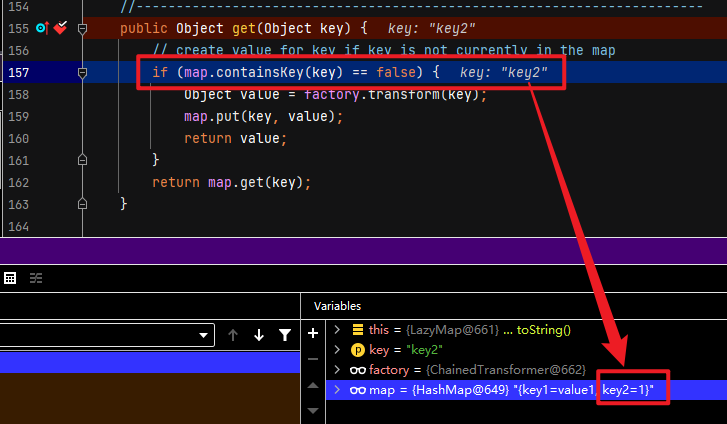 154
//----------------------------------------------------------------------
155 public Object get(Object key) { key: "key2"
156 // create value for key if key is not currently in the map
157 if (map.containsKey(key) == false) { key: "key2"
158 Object value = factory.transform(key);
159 map.put(key, value);
160 return value;
161 }
162 return map.get(key);
163 }
164
Variables
this = {LazyMap@661} ... toString()
key = "key2"
factory = {ChainedTransformer@662}
map = {HashMap@649} "{key1=value1, key2=1}"